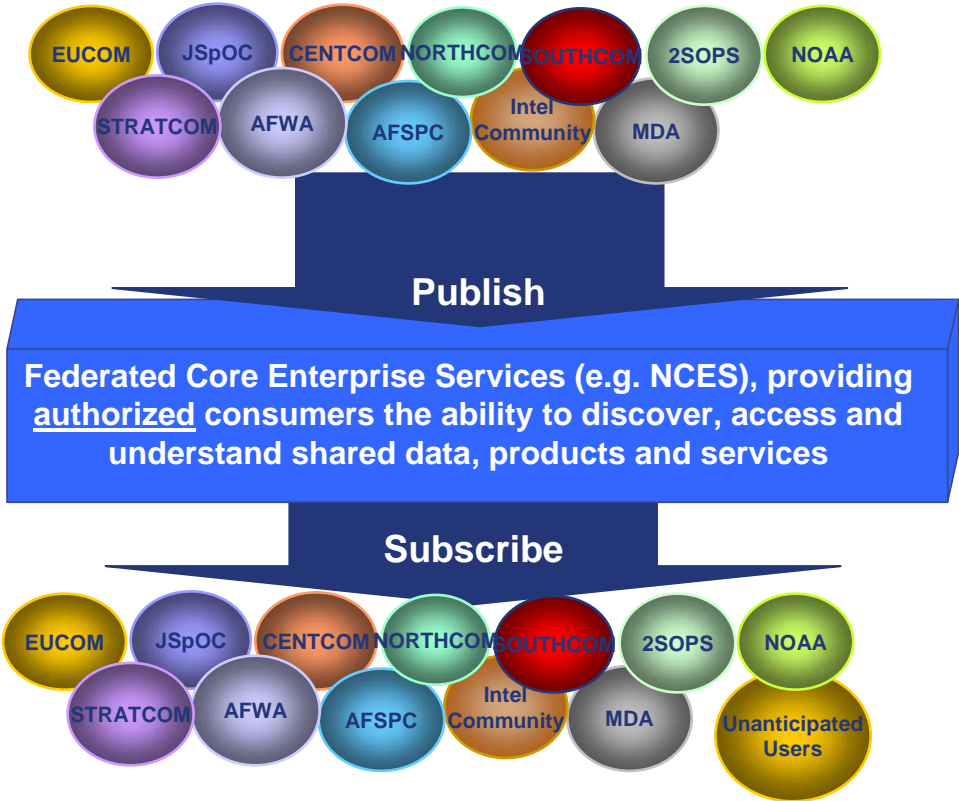 EUCOM
JSpOC
CENTCOM
NORTHCOM
SOUTHCOM
2SOPS
NOAA
STRATCOM
AFWA
AFSPC
Intel
Community
MDA
Publish
Federated Core Enterprise Services (e.g. NCES), providing
authorized consumers the ability to discover, access and
understand shared data, products and services
Subscribe
EUCOM
JSpOC
CENTCOM
NORTHCOM
SOUTHCOM
2SOPS
NOAA
STRATCOM
AFWA
AFSPC
Intel
Community
MDA
Unanticipated
Users